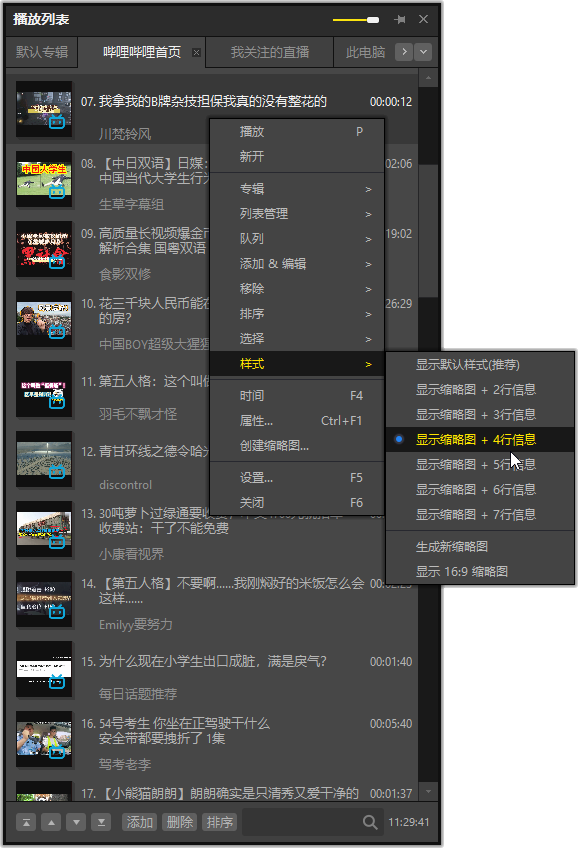 播放列表
默认专辑
哔哩哔哩首页
我关注的直播
此电脑
07. 我拿我的B牌杂技担保我真的没有整花的
00:00:12
川梵铃风
08. 【中日双语】日媒:
中国当代大学生行
02:06
生草字幕组
09. 高质量长视频爆金
解析合集 国粤双语
19:02
食影双修
10. 花三千块人民币能在
的房?
26:29
中国BOY超级大猩猩
11. 第五人格: 这个叫
羽毛不飘才怪
12. 青甘环线之德令哈
discontrol
13. 30吨萝卜过绿通要收费
收费站: 干了不能免费
小康看视界
14. 【第五人格】不要啊......我刚焖好的米饭怎么会
这样......
Emilyy要努力
15. 为什么现在小学生出口成脏, 满是戾气?
00:01:40
每日话题推荐
16. 54号考生 你坐在正驾驶干什么
安全带都要拽折了 1集
00:05:40
驾考老李
17. 【小熊猫朗朗】朗朗确实是只清秀又爱干净的
00:01:37
添加
删除
排序
11:29:41
播放 P
新开
专辑 >
列表管理 >
队列 >
添加 & 编辑 >
移除 >
排序 >
选择 >
样式 >
时间 F4
属性... Ctrl+F1
创建缩略图...
设置... F5
关闭 F6
显示默认样式(推荐)
显示缩略图 + 2行信息
显示缩略图 + 3行信息
显示缩略图 + 4行信息
显示缩略图 + 5行信息
显示缩略图 + 6行信息
显示缩略图 + 7行信息
生成新缩略图
显示 16:9 缩略图